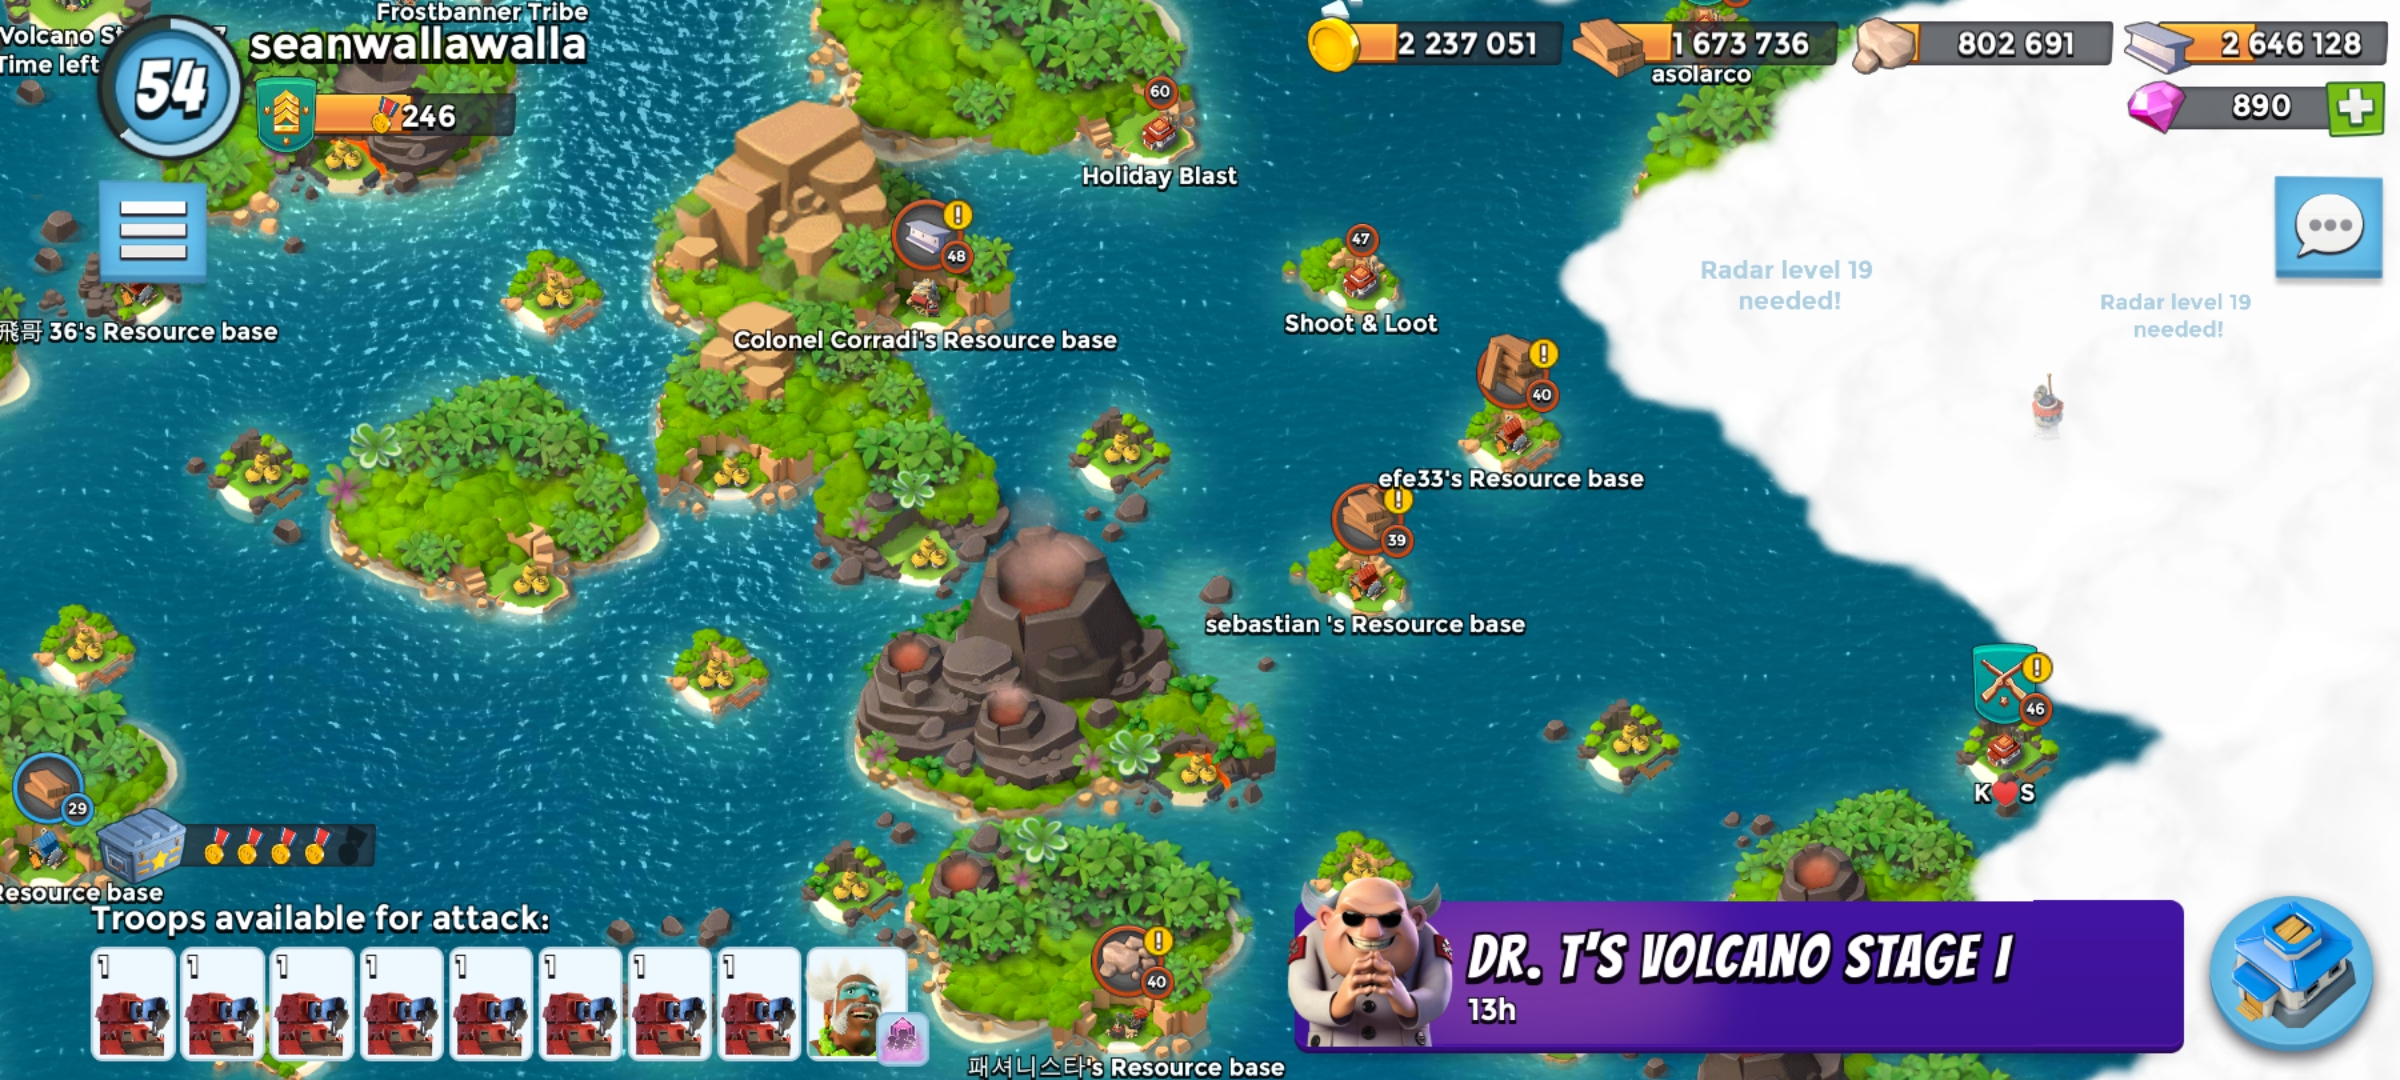 Frostbanner Tribe
Volcano St
Time left
54
seanwallawalla
246
2 237 051
1 673 736
802 691
2 646 128
asolarco
890
60
Holiday Blast
48
Colonel Corradi's Resource base
47
Shoot & Loot
Radar level 19
needed!
Radar level 19
needed!
飛哥 36's Resource base
40
efe33's Resource base
39
sebastian 's Resource base
46
K❤️S
29
Resource base
Troops available for attack:
1 1 1 1 1 1 1 1
40
패셔니스타's Resource base
DR. T'S VOLCANO STAGE I
13h